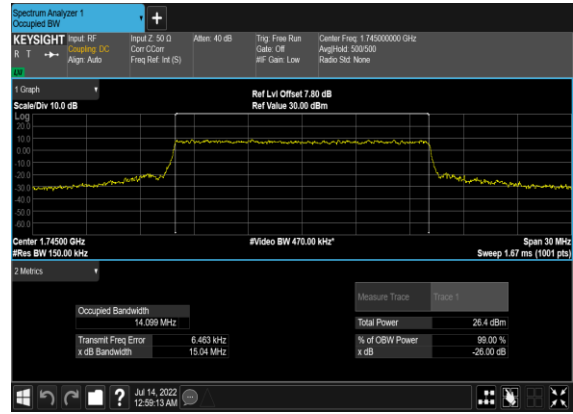 Spectrum Analyzer 1
Occupied BW
+
KEYSIGHT Input: RF Input Z: 50 Ω Atten: 40 dB Trig: Free Run Center Freq: 1.745000000 GHz
R T Coupling: DC Corr CCorr Gate: Off Avg|Hold: 500/500
Align: Auto Freq Ref: Int (S) #IF Gain: Low Radio Std: None
1 Graph
Ref Lvl Offset 7.80 dB
Scale/Div 10.0 dB Ref Value 30.00 dBm
Log
20.0
10.0
0.00
-10.0
-20.0
-30.0
-40.0
-50.0
-60.0
Center 1.74500 GHz #Video BW 470.00 kHz* Span 30 MHz
#Res BW 150.00 kHz Sweep 1.67 ms (1001 pts)
2 Metrics
Measure Trace Trace 1
Occupied Bandwidth
14.099 MHz Total Power 26.4 dBm
Transmit Freq Error 6.463 kHz % of OBW Power 99.00 %
x dB Bandwidth 15.04 MHz x dB -26.00 dB
? Jul 14, 2022
12:59:13 AM